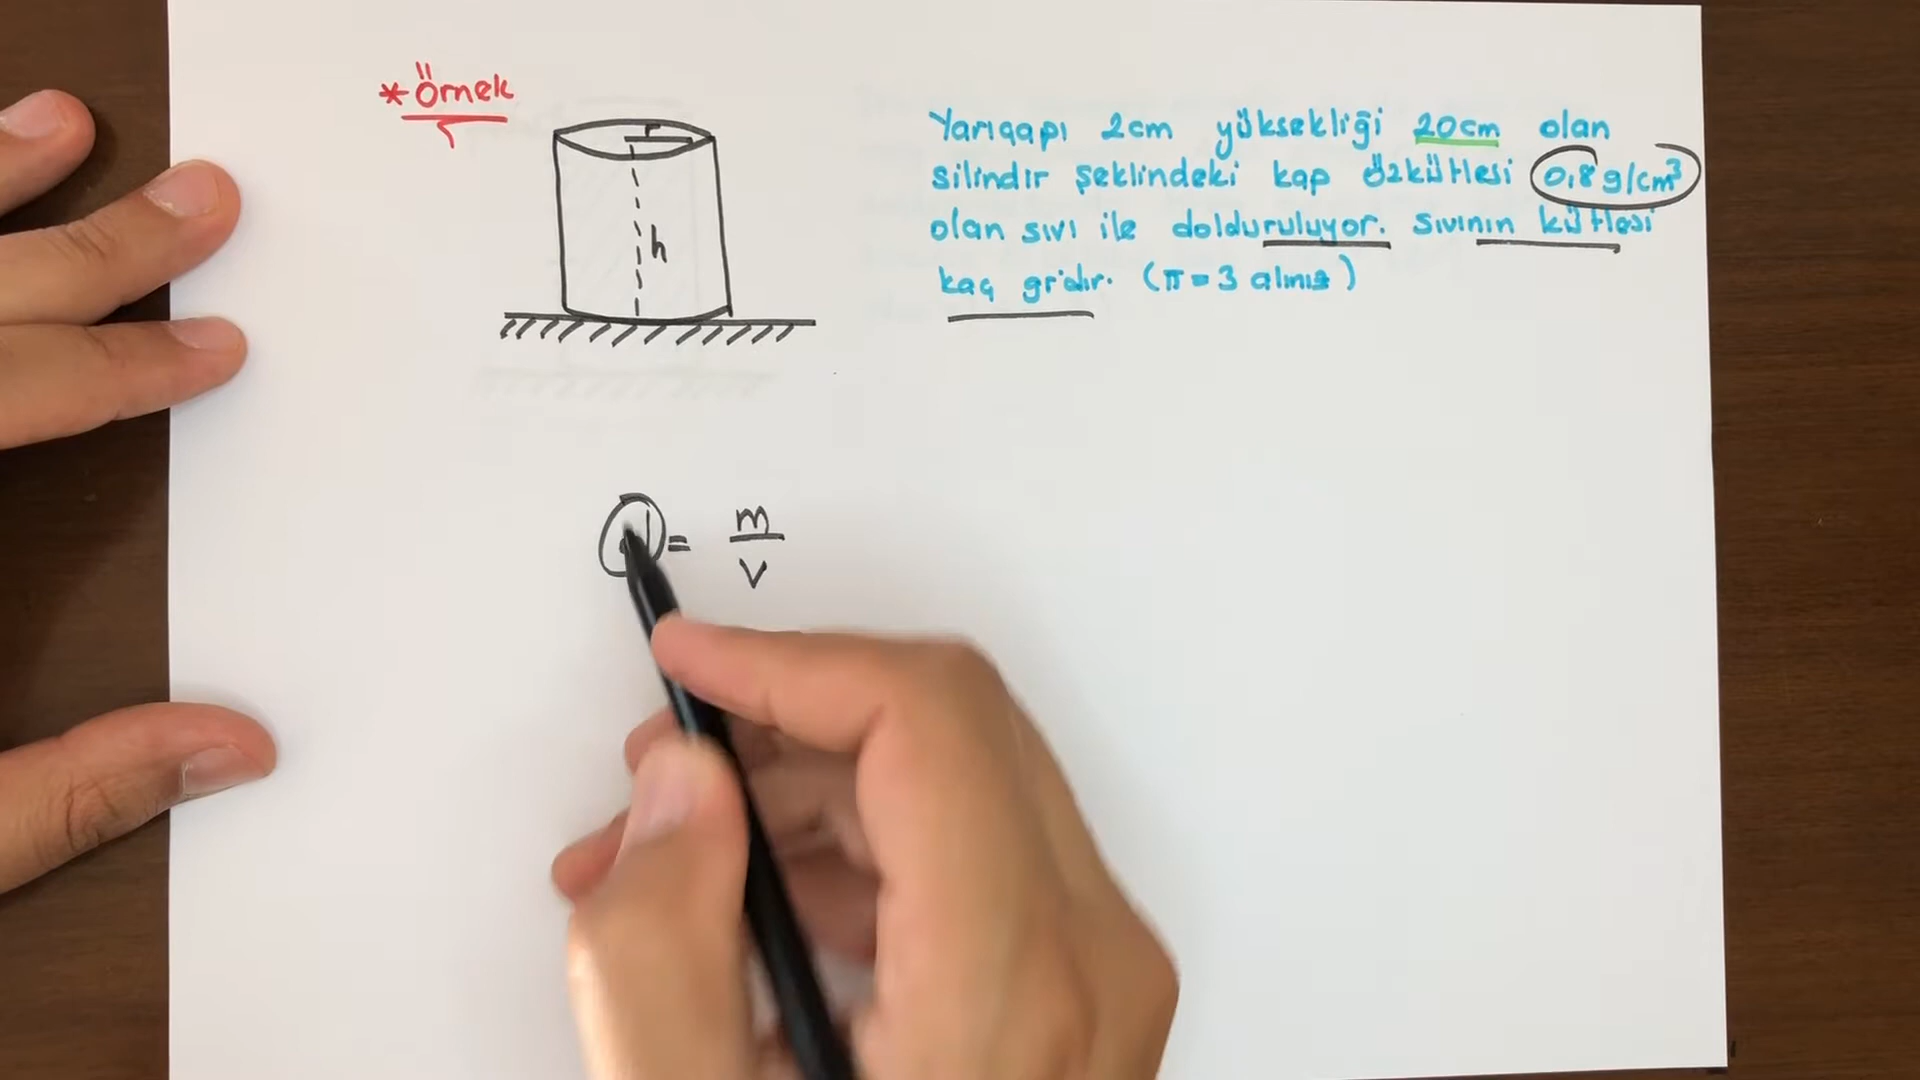 *Örnek
r
h
Yarıçapı 2cm yüksekliği 20cm olan
silindir şeklindeki kap özkütlesi 0,8 g/cm³
olan sıvı ile dolduruluyor. Sıvının kütlesi
kaç gr'dır. (π=3 alınız)
d = m
v